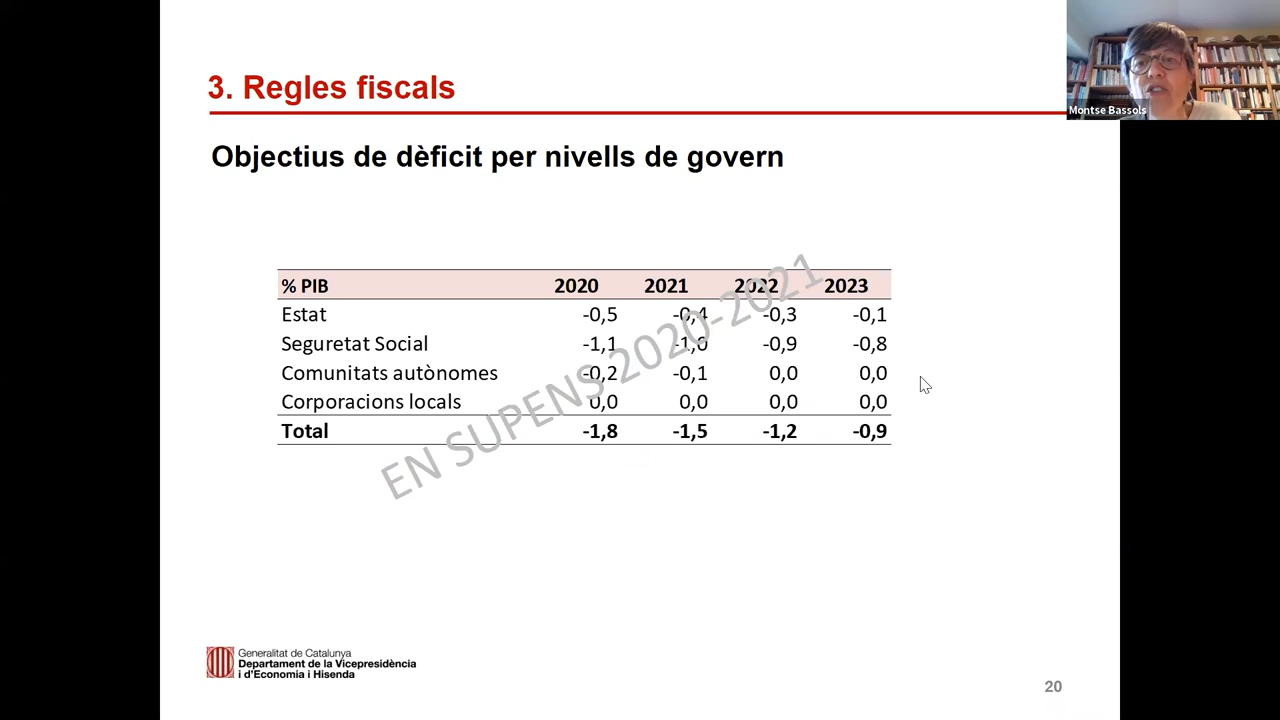 3. Regles fiscals
Montse Bassols
Objectius de dèficit per nivells de govern
% PIB 2020 2021 2022 2023
Estat -0,5 -0,4 -0,3 -0,1
Seguretat Social -1,1 -1,0 -0,9 -0,8
Comunitats autònomes -0,2 -0,1 0,0 0,0
Corporacions locals 0,0 0,0 0,0 0,0
Total -1,8 -1,5 -1,2 -0,9
EN SUPENS 2020-2021
Generalitat de Catalunya
Departament de la Vicepresidència
i d'Economia i Hisenda
20